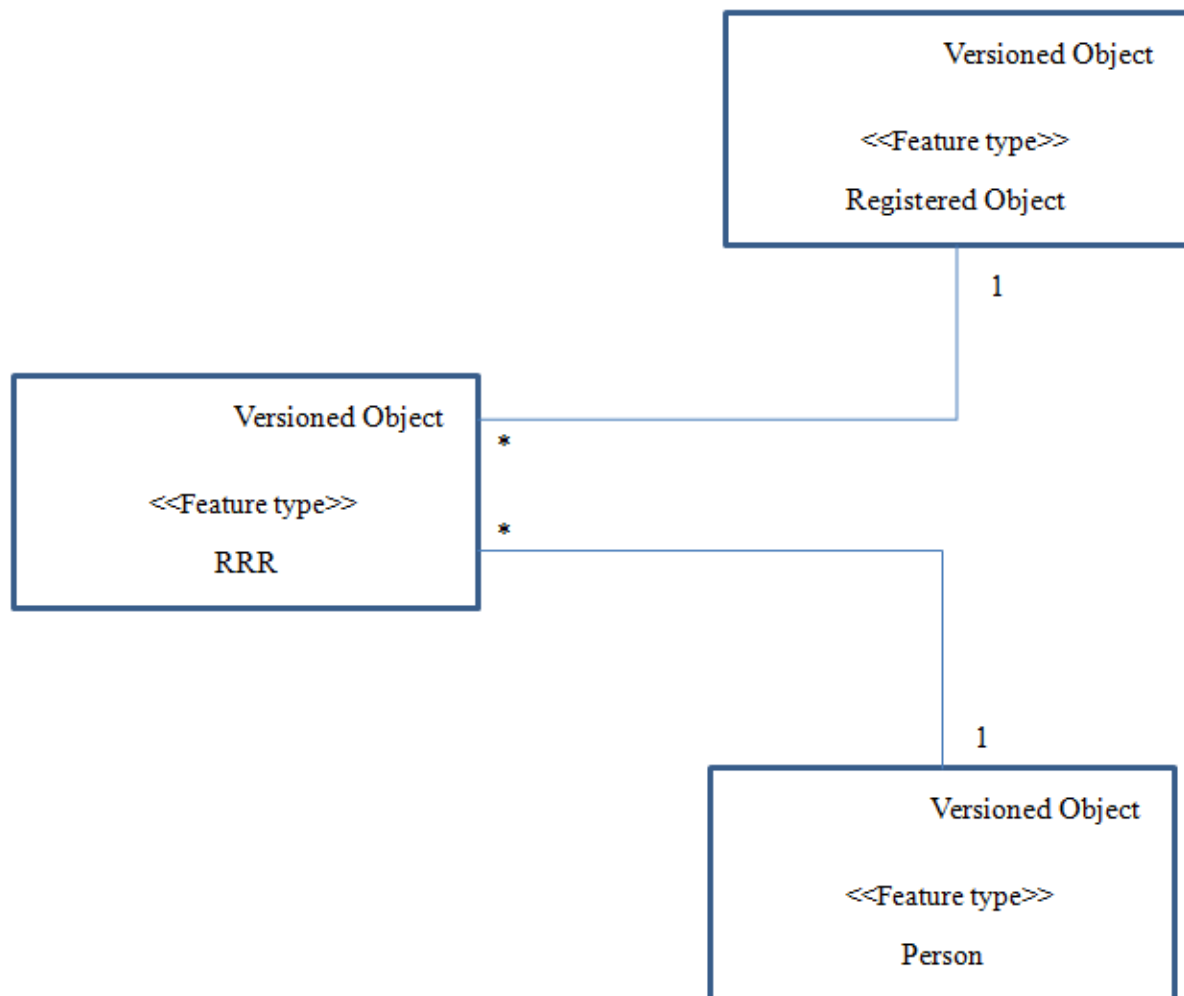 Versioned Object
<<Feature type>>
Registered Object
1
Versioned Object
*
<<Feature type>>
*
RRR
1
Versioned Object
<<Feature type>>
Person